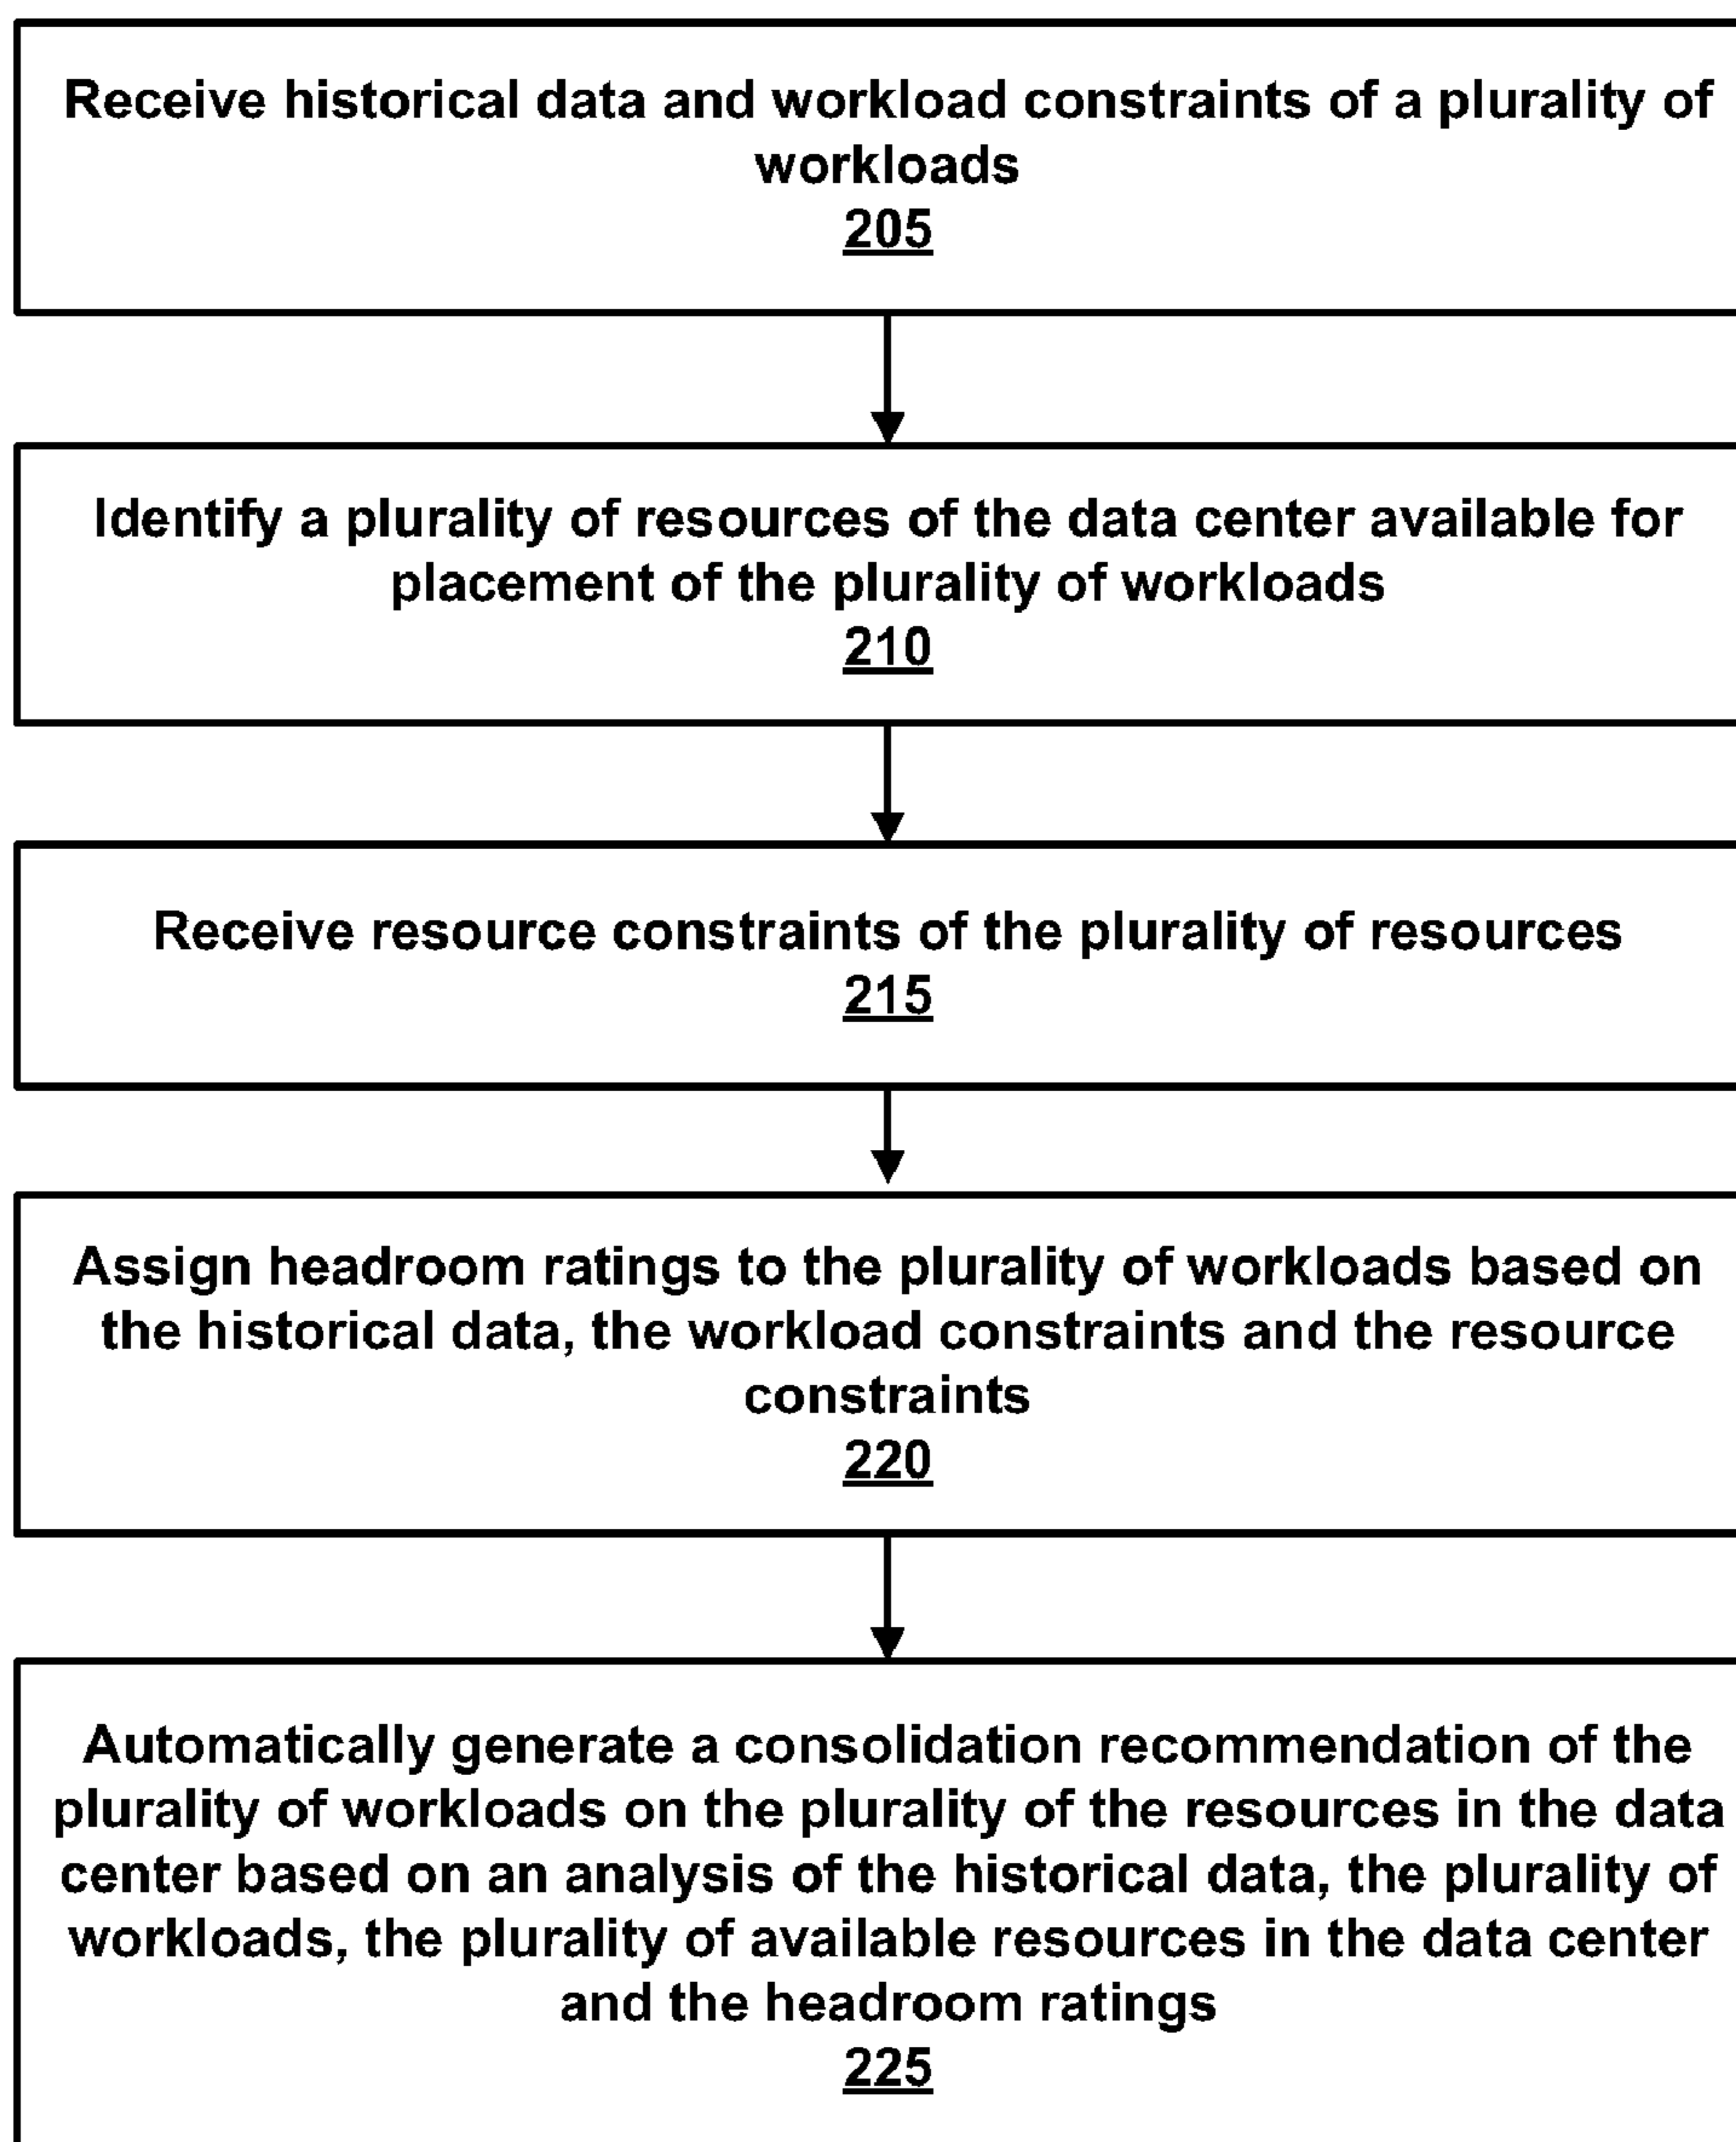 Receive historical data and workload constraints of a plurality of
workloads
205
Identify a plurality of resources of the data center available for
placement of the plurality of workloads
210
Receive resource constraints of the plurality of resources
215
Assign headroom ratings to the plurality of workloads based on
the historical data, the workload constraints and the resource
constraints
220
Automatically generate a consolidation recommendation of the
plurality of workloads on the plurality of the resources in the data
center based on an analysis of the historical data, the plurality of
workloads, the plurality of available resources in the data center
and the headroom ratings
225